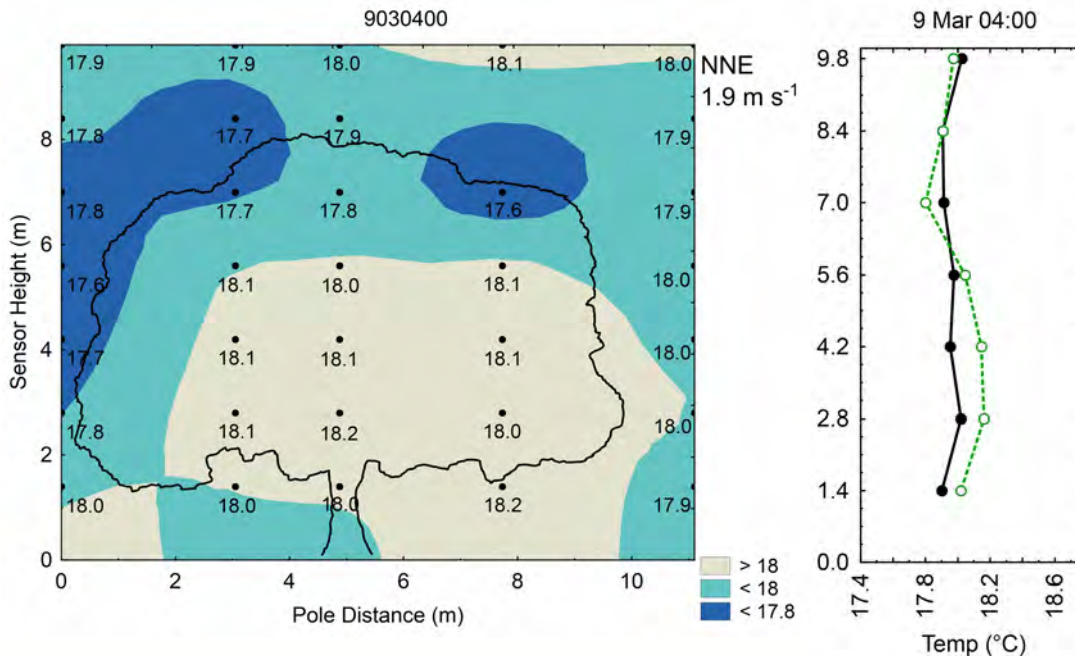 9030400
9 Mar 04:00
NNE
1.9 m s⁻¹
Sensor Height (m)
8
6
4
2
0
17.9 17.9 18.0 18.1 18.0
17.8 17.7 17.9 17.9
17.8 17.7 17.8 17.6 17.9
17.6 18.1 18.0 18.1 18.0
17.7 18.1 18.1 18.1 18.0
17.8 18.1 18.2 18.0 18.0
18.0 18.0 18.0 18.2 17.9
0 2 4 6 8 10
Pole Distance (m)
> 18
< 18
< 17.8
9.8
8.4
7.0
5.6
4.2
2.8
1.4
0.0
17.4 17.8 18.2 18.6
Temp (°C)